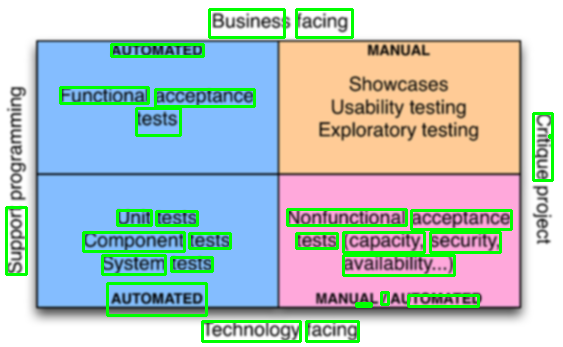 Business facing
AUTOMATED
Functional acceptance
tests
MANUAL
Showcases
Usability testing
Exploratory testing
Support programming
Critique project
Unit tests
Component tests
System tests
AUTOMATED
Nonfunctional acceptance
tests (capacity, security,
availability...)
MANUAL / AUTOMATED
Technology facing